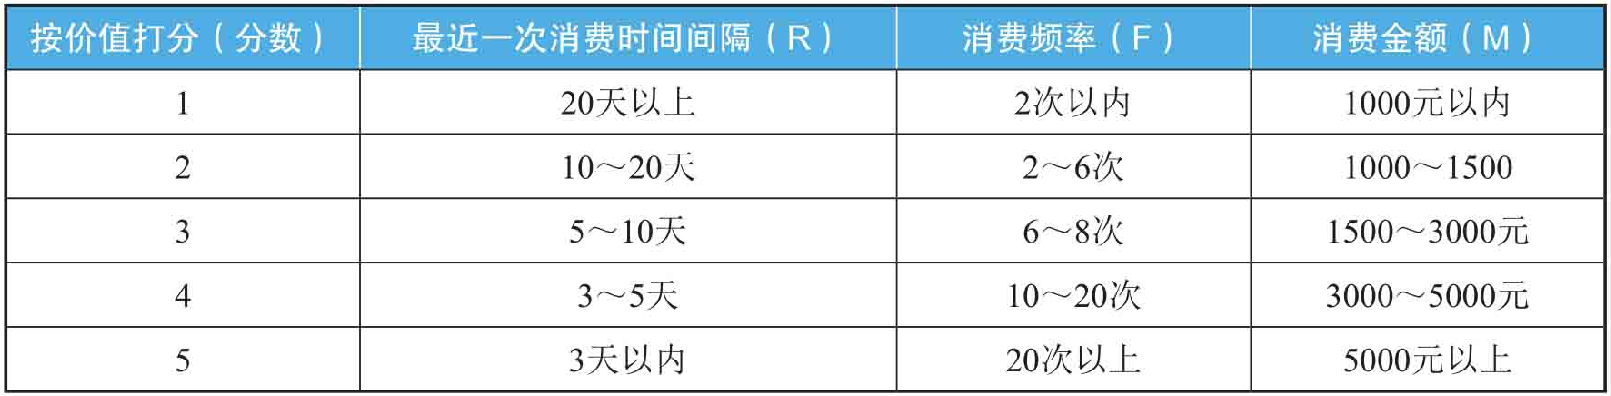 按价值打分（分数） 最近一次消费时间间隔（R） 消费频率（F） 消费金额（M）
1 20天以上 2次以内 1000元以内
2 10～20天 2～6次 1000～1500
3 5～10天 6～8次 1500～3000元
4 3～5天 10～20次 3000～5000元
5 3天以内 20次以上 5000元以上